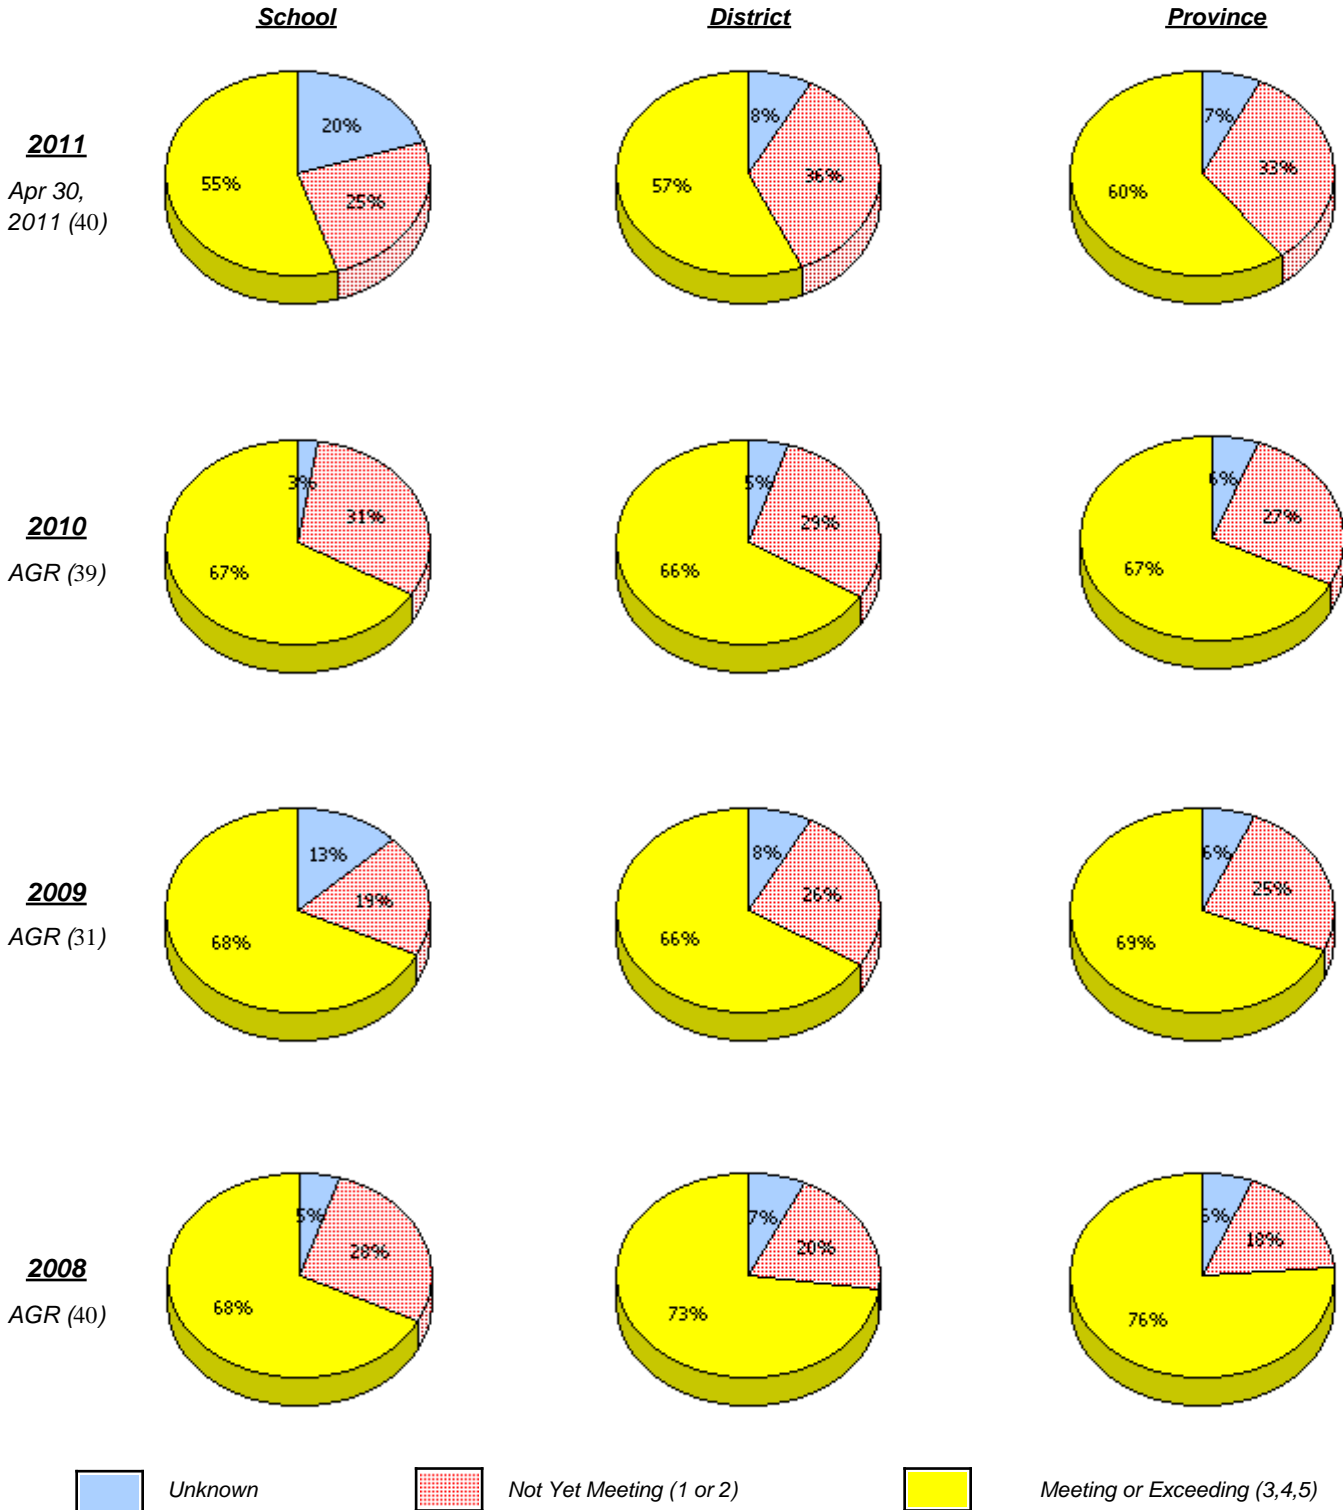 School District Province
2011
Apr 30,
2011 (40)
20% 25% 55%
8% 36% 57%
7% 33% 60%
2010
AGR (39)
3% 31% 67%
5% 29% 66%
6% 27% 67%
2009
AGR (31)
13% 19% 68%
8% 26% 66%
6% 25% 69%
2008
AGR (40)
5% 28% 68%
7% 20% 73%
18% 76%
Unknown Not Yet Meeting (1 or 2) Meeting or Exceeding (3,4,5)